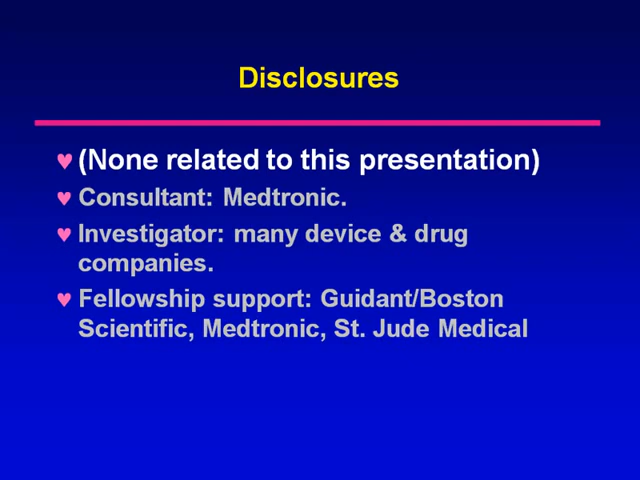 Disclosures
(None related to this presentation)
Consultant: Medtronic.
Investigator: many device & drug
companies.
Fellowship support: Guidant/Boston
Scientific, Medtronic, St. Jude Medical